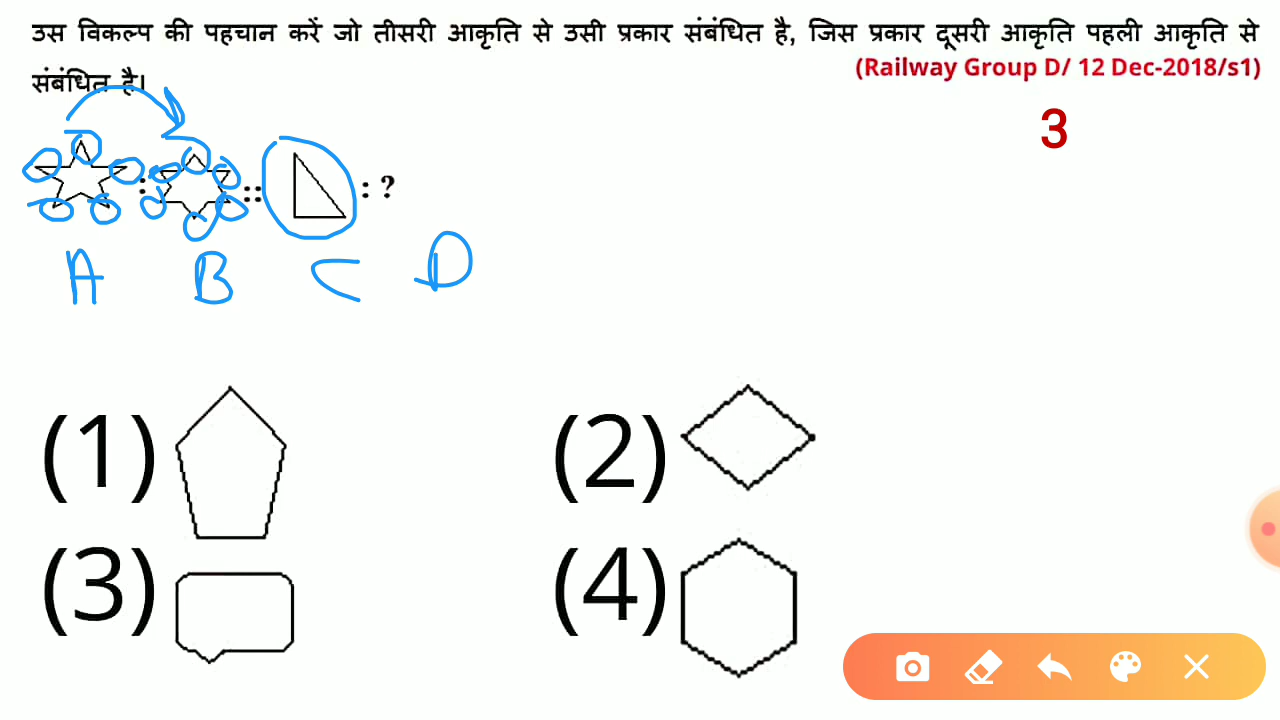 उस विकल्प की पहचान करें जो तीसरी आकृति से उसी प्रकार संबंधित है, जिस प्रकार दूसरी आकृति पहली आकृति से
संबंधित है।
(Railway Group D/ 12 Dec-2018/s1)
3
: :: : ?
A B C D
(1) (2)
(3) (4)